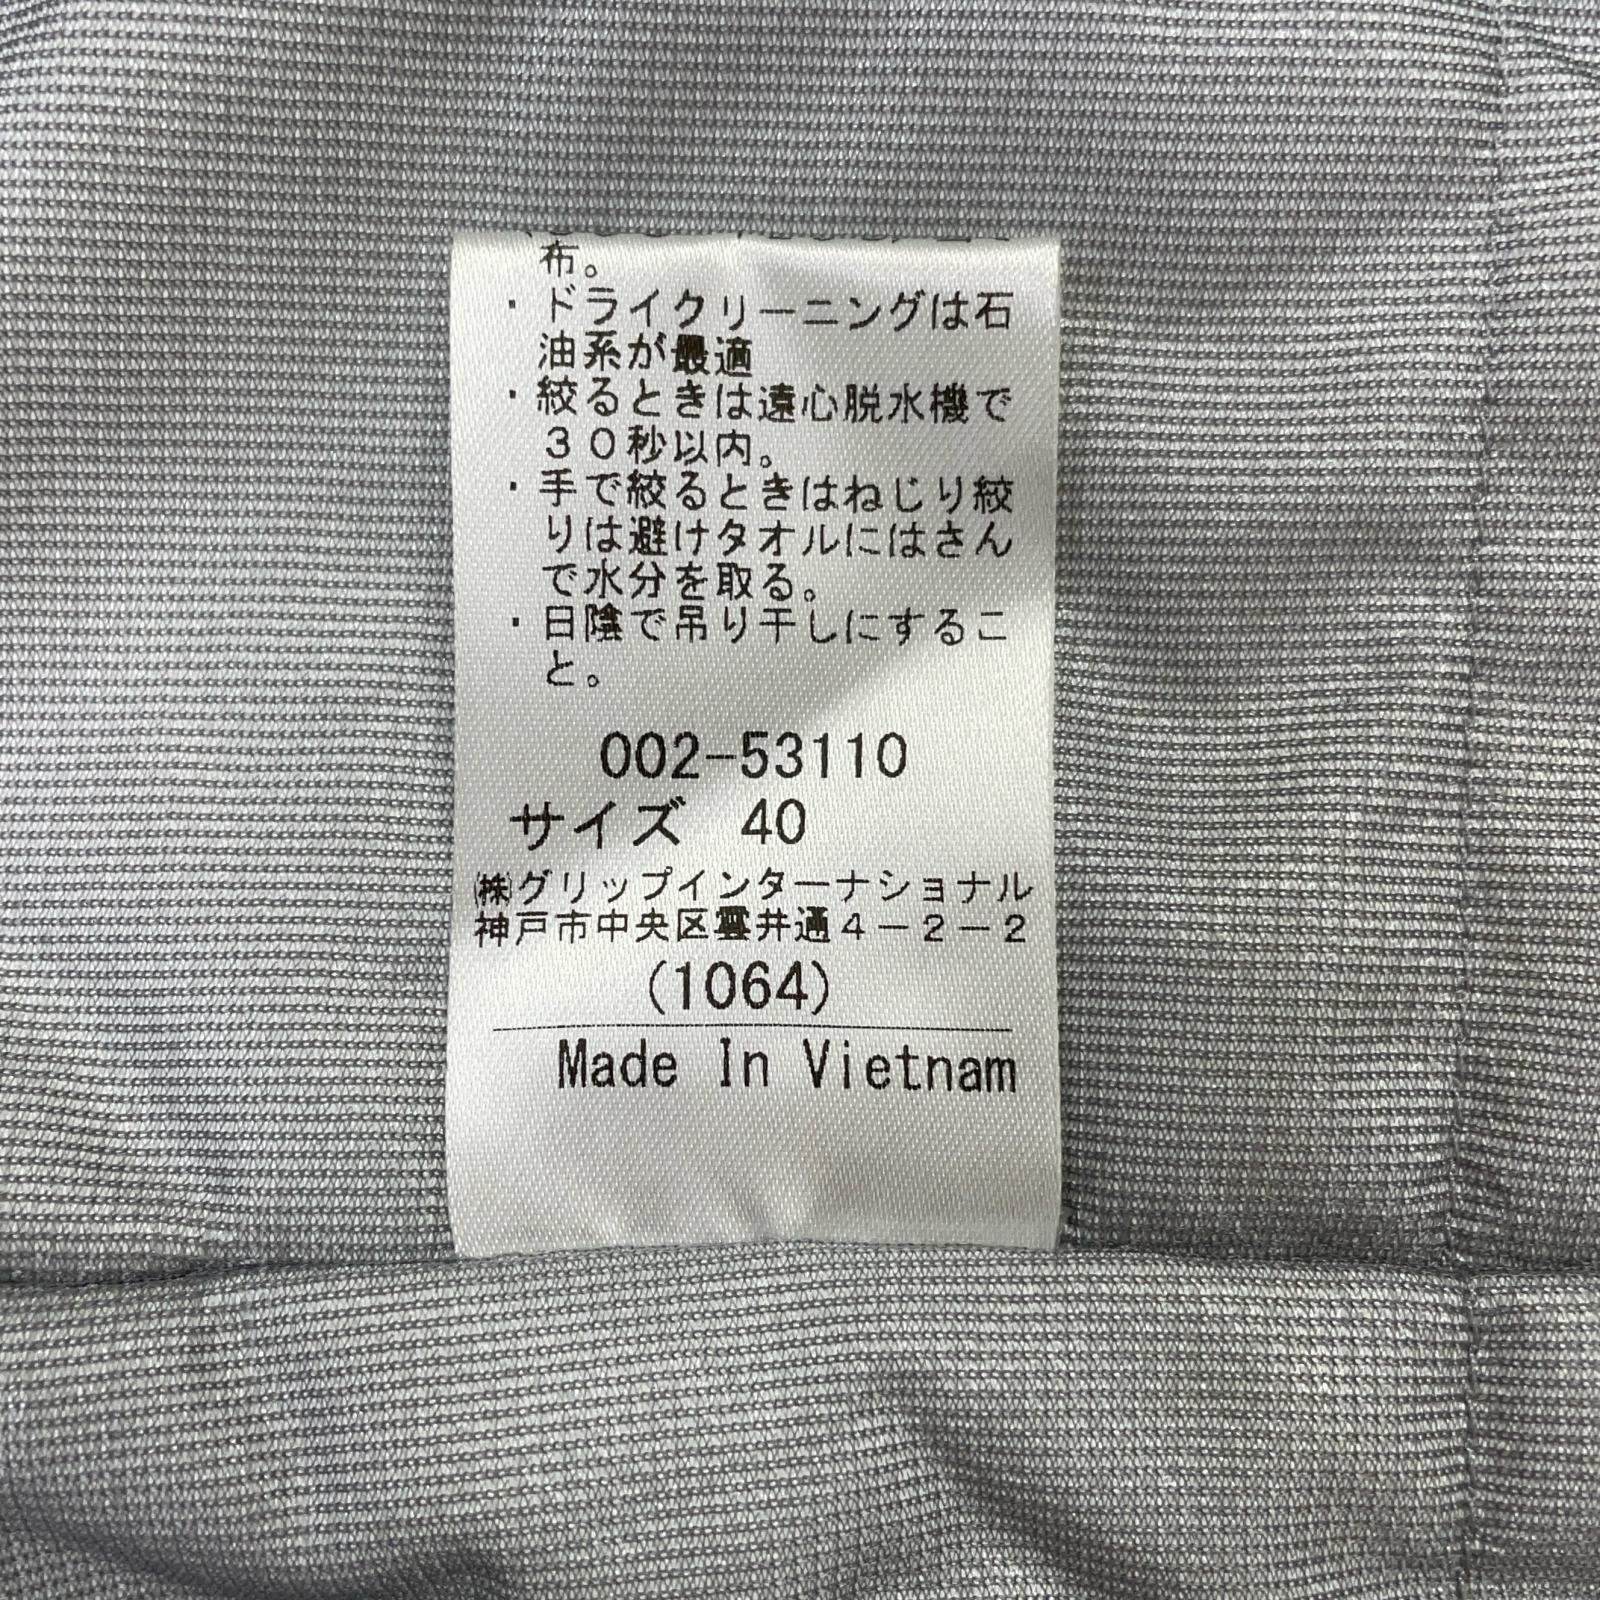 布。
・ドライクリーニングは石
油系が最適
・絞るときは遠心脱水機で
３０秒以内。
・手で絞るときはねじり絞
りは避けタオルにはさん
で水分を取る。
・日陰で吊り干しにするこ
と。
002-53110
サイズ 40
㈱グリップインターナショナル
神戸市中央区雲井通４－２－２
(1064)
Made In Vietnam